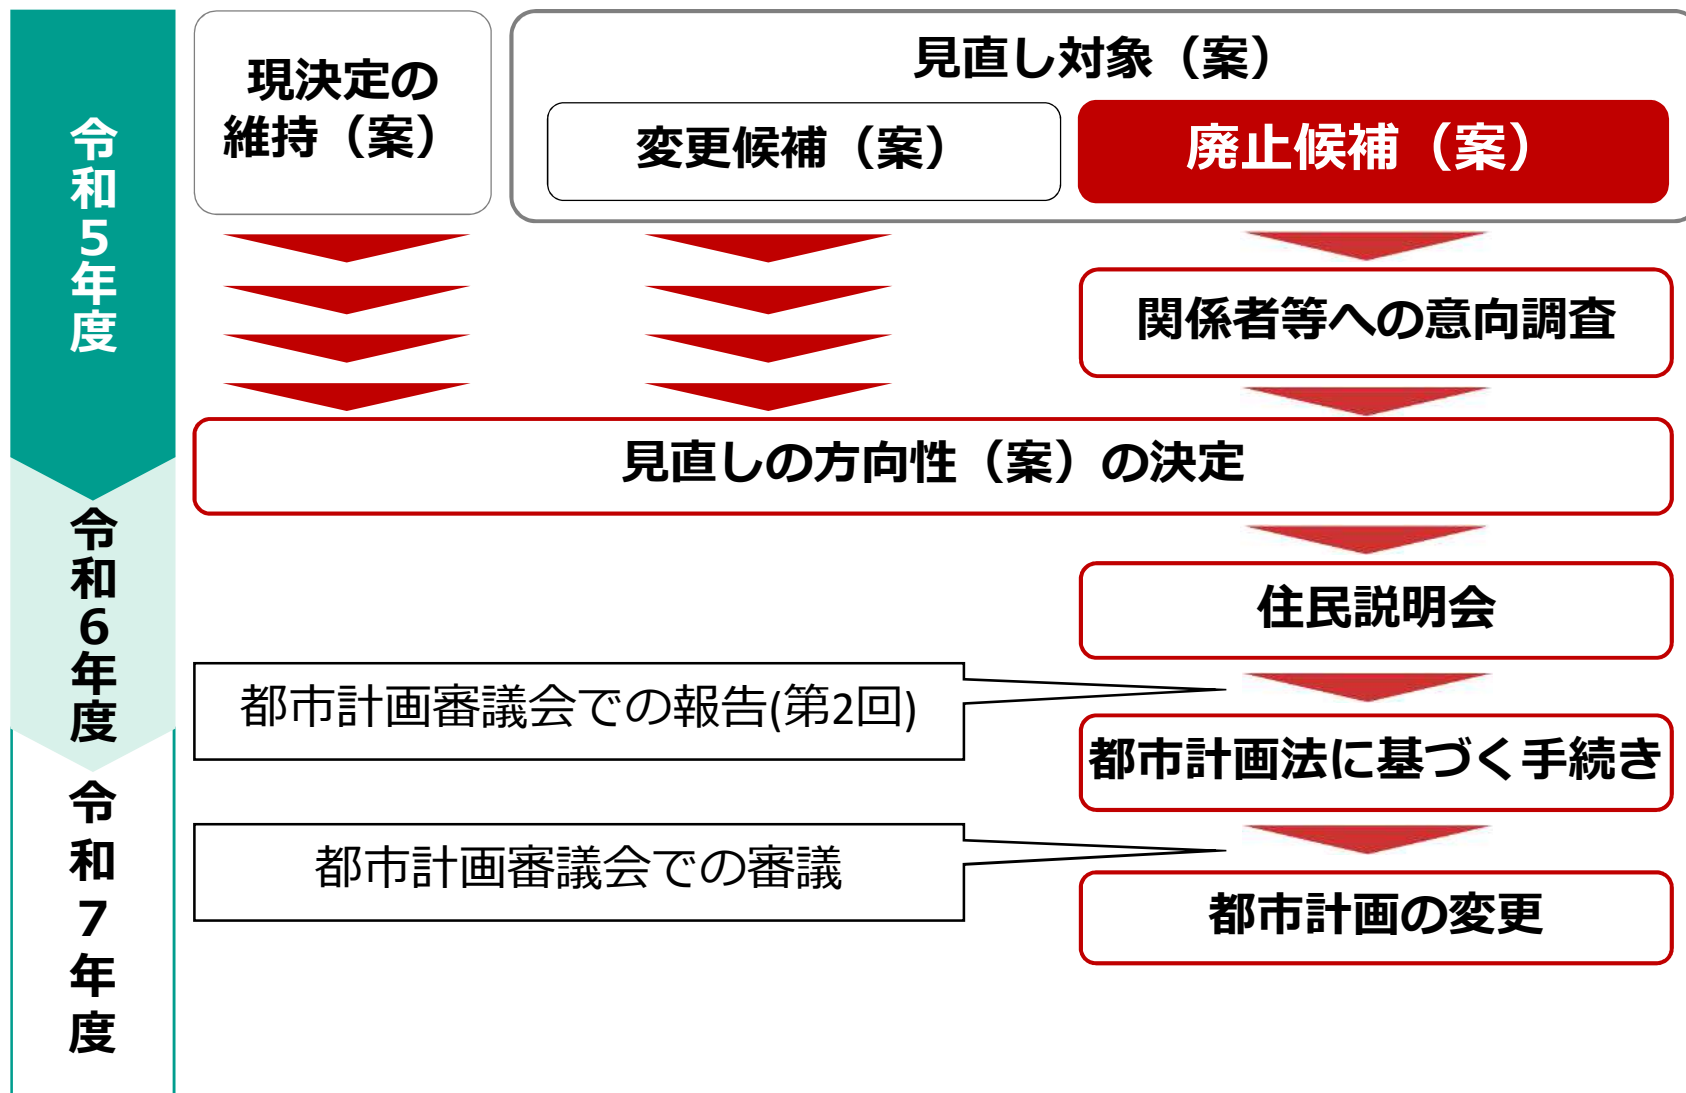 令和5年度
令和6年度
令和7年度
現決定の
維持（案）
見直し対象（案）
変更候補（案）
廃止候補（案）
関係者等への意向調査
見直しの方向性（案）の決定
住民説明会
都市計画審議会での報告(第2回)
都市計画法に基づく手続き
都市計画審議会での審議
都市計画の変更